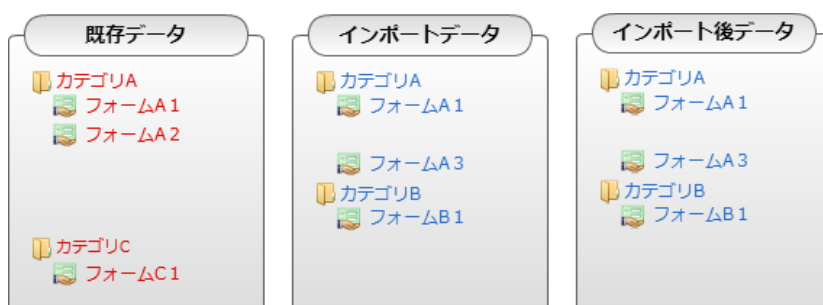 既存データ
カテゴリA
フォームA1
フォームA2
カテゴリC
フォームC1
インポートデータ
カテゴリA
フォームA1
フォームA3
カテゴリB
フォームB1
インポート後データ
カテゴリA
フォームA1
フォームA3
カテゴリB
フォームB1